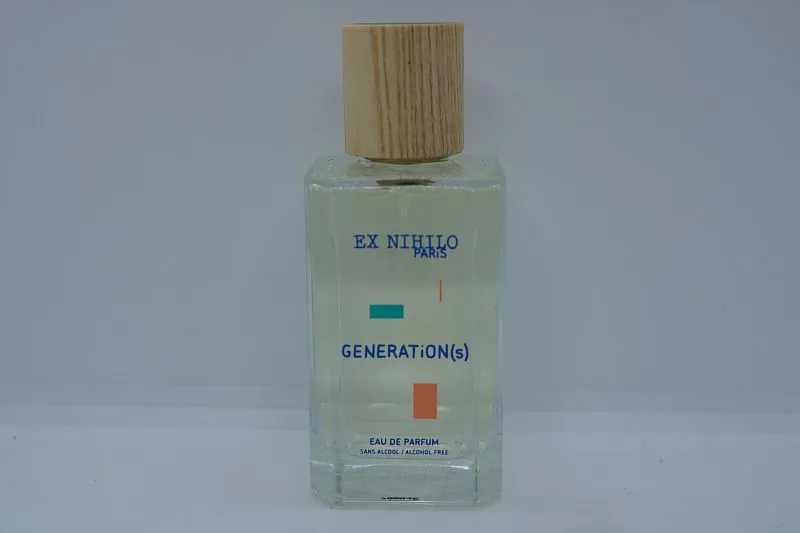 EX NIHILO
PARiS
GENERATiON(s)
EAU DE PARFUM
SANS ALCOOL / ALCOHOL FREE